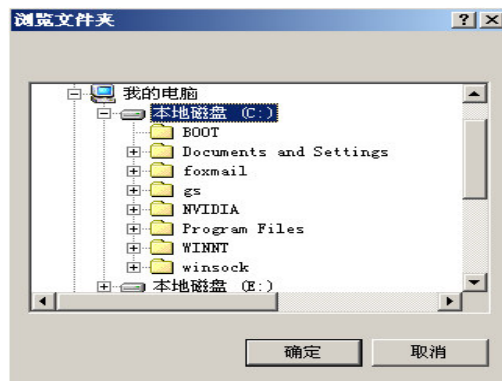 浏览文件夹
我的电脑
本地磁盘 (C:)
BOOT
Documents and Settings
foxmail
gs
NVIDIA
Program Files
WINNT
winsock
本地磁盘 (E:)
确定
取消